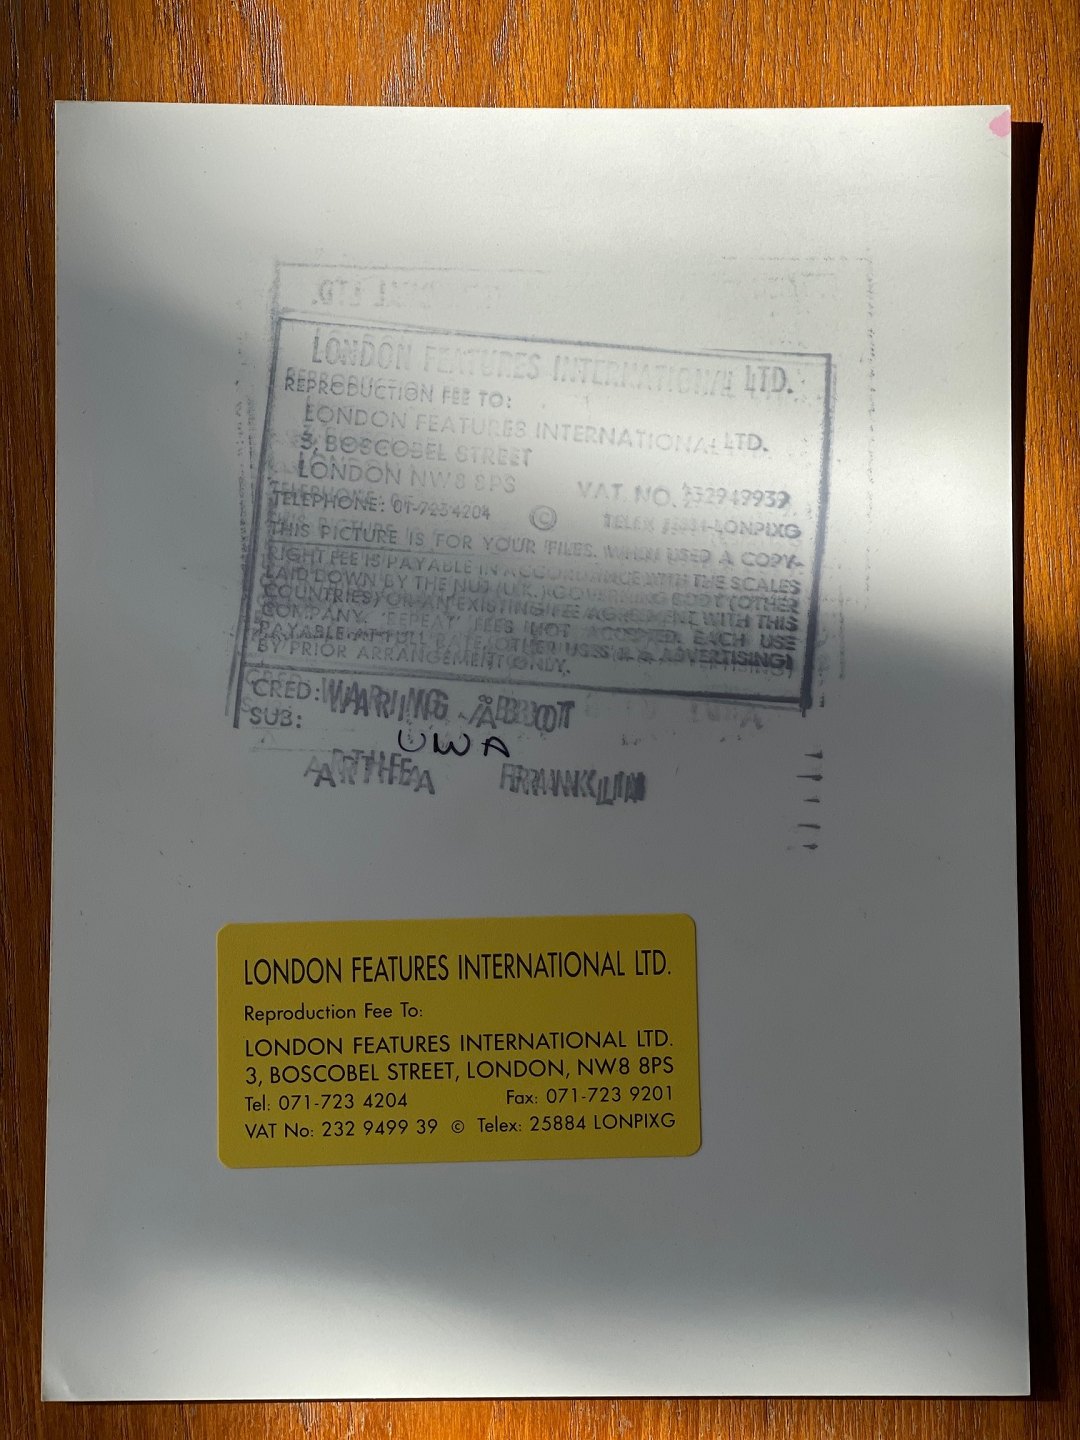 LTD.
LONDON FEATURES INTERNATIONAL LTD.
REPRODUCTION FEE TO:
LONDON FEATURES INTERNATIONAL LTD.
3, BOSCOBEL STREET
LONDON NW8 8PS VAT. NO. 232949939
TELEPHONE: 01-723 4204 © TELEX LONPIXG
THIS PICTURE IS FOR YOUR FILES. WHEN USED A COPY-
RIGHT FEE IS PAYABLE IN ACCORDANCE WITH THE SCALES
LAID DOWN BY THE NUJ (U.K.) GOVERNING BODY (OTHER
COUNTRIES) OR AN EXISTING FEE AGREEMENT WITH THIS
COMPANY. 'REPEAT' FEES NOT ACCEPTED. EACH USE
PAYABLE AT FULL RATE (OTHER USES (e.g. ADVERTISING)
BY PRIOR ARRANGEMENT ONLY.
CRED: WARING ABBOTT
SUB:
UWA
ARTHEA FRANKLIN
LONDON FEATURES INTERNATIONAL LTD.
Reproduction Fee To:
LONDON FEATURES INTERNATIONAL LTD.
3, BOSCOBEL STREET, LONDON, NW8 8PS
Tel: 071-723 4204 Fax: 071-723 9201
VAT No: 232 9499 39 © Telex: 25884 LONPIXG